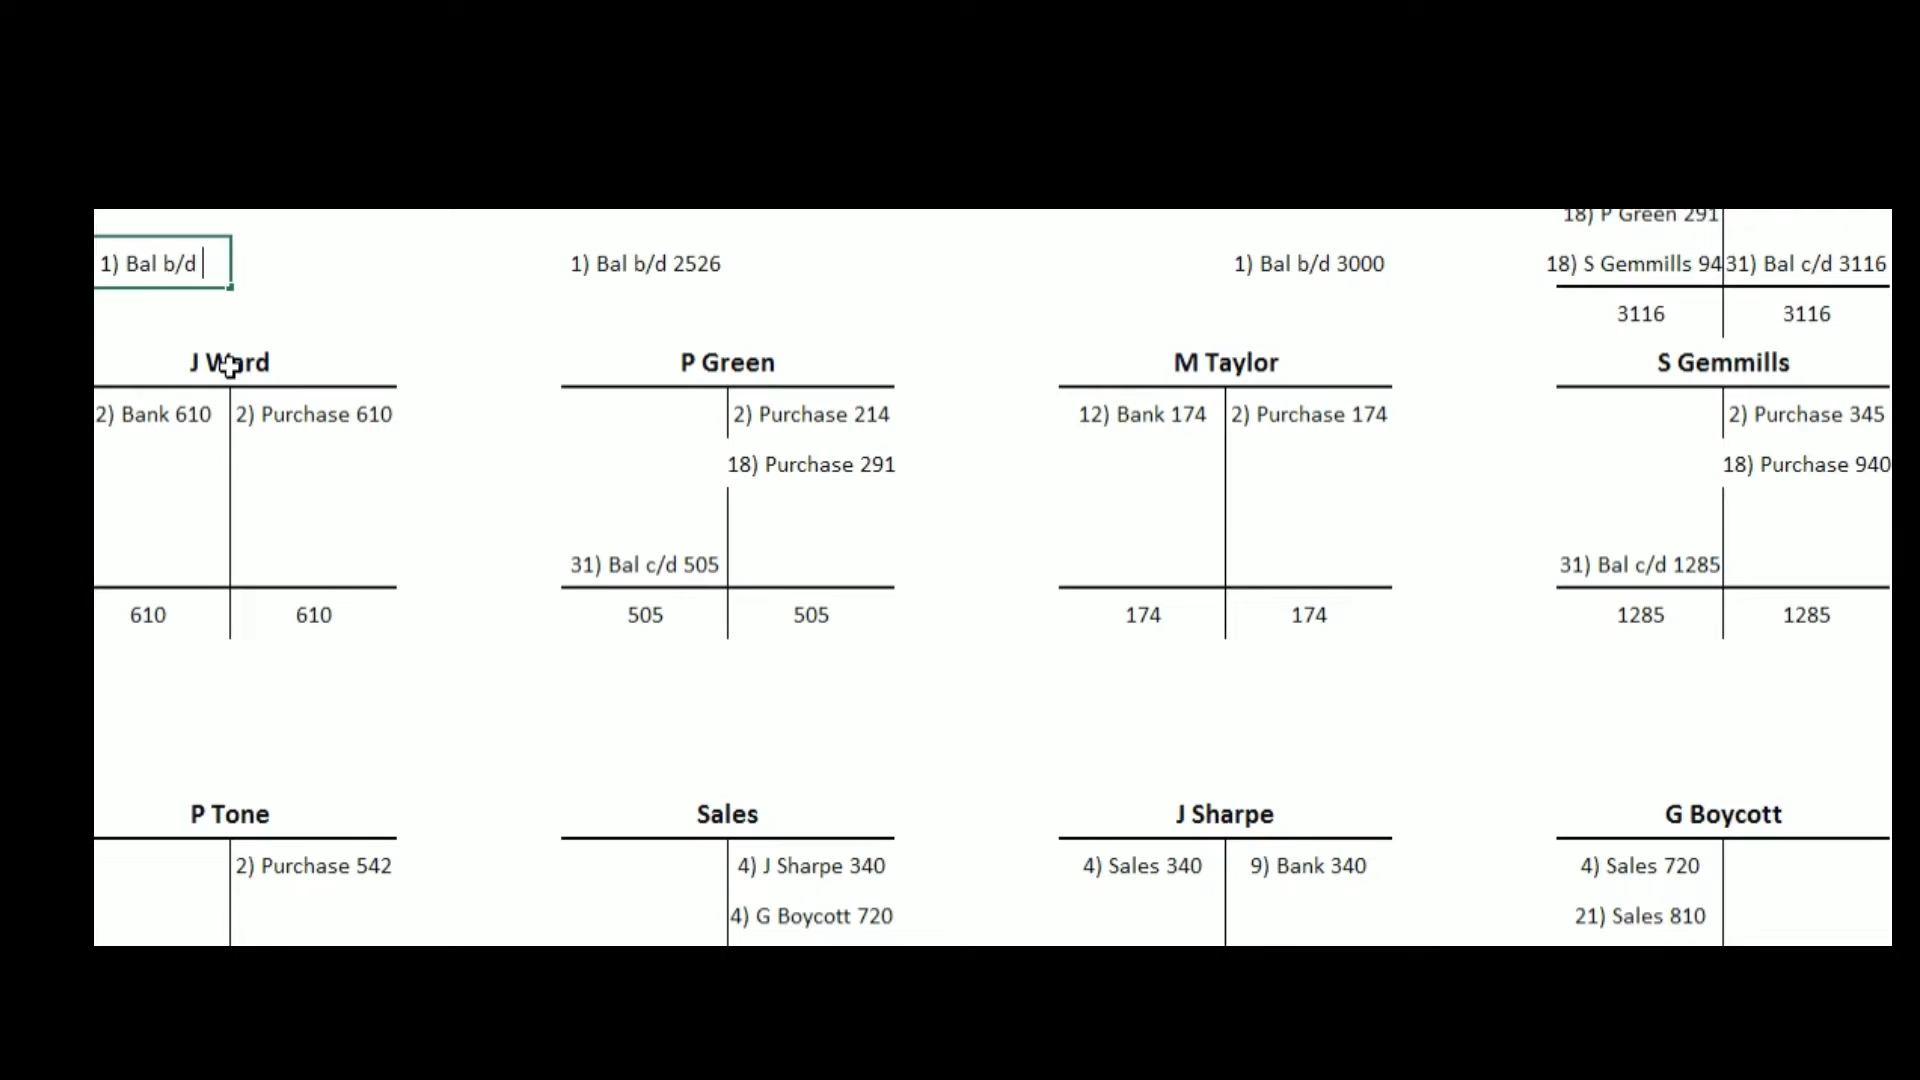 18) P Green 291
1) Bal b/d
1) Bal b/d 2526
1) Bal b/d 3000
18) S Gemmills 94
31) Bal c/d 3116
3116
3116
J Ward
P Green
M Taylor
S Gemmills
2) Bank 610
2) Purchase 610
2) Purchase 214
12) Bank 174
2) Purchase 174
2) Purchase 345
18) Purchase 291
18) Purchase 940
31) Bal c/d 505
31) Bal c/d 1285
610
610
505
505
174
174
1285
1285
P Tone
Sales
J Sharpe
G Boycott
2) Purchase 542
4) J Sharpe 340
4) Sales 340
9) Bank 340
4) Sales 720
4) G Boycott 720
21) Sales 810